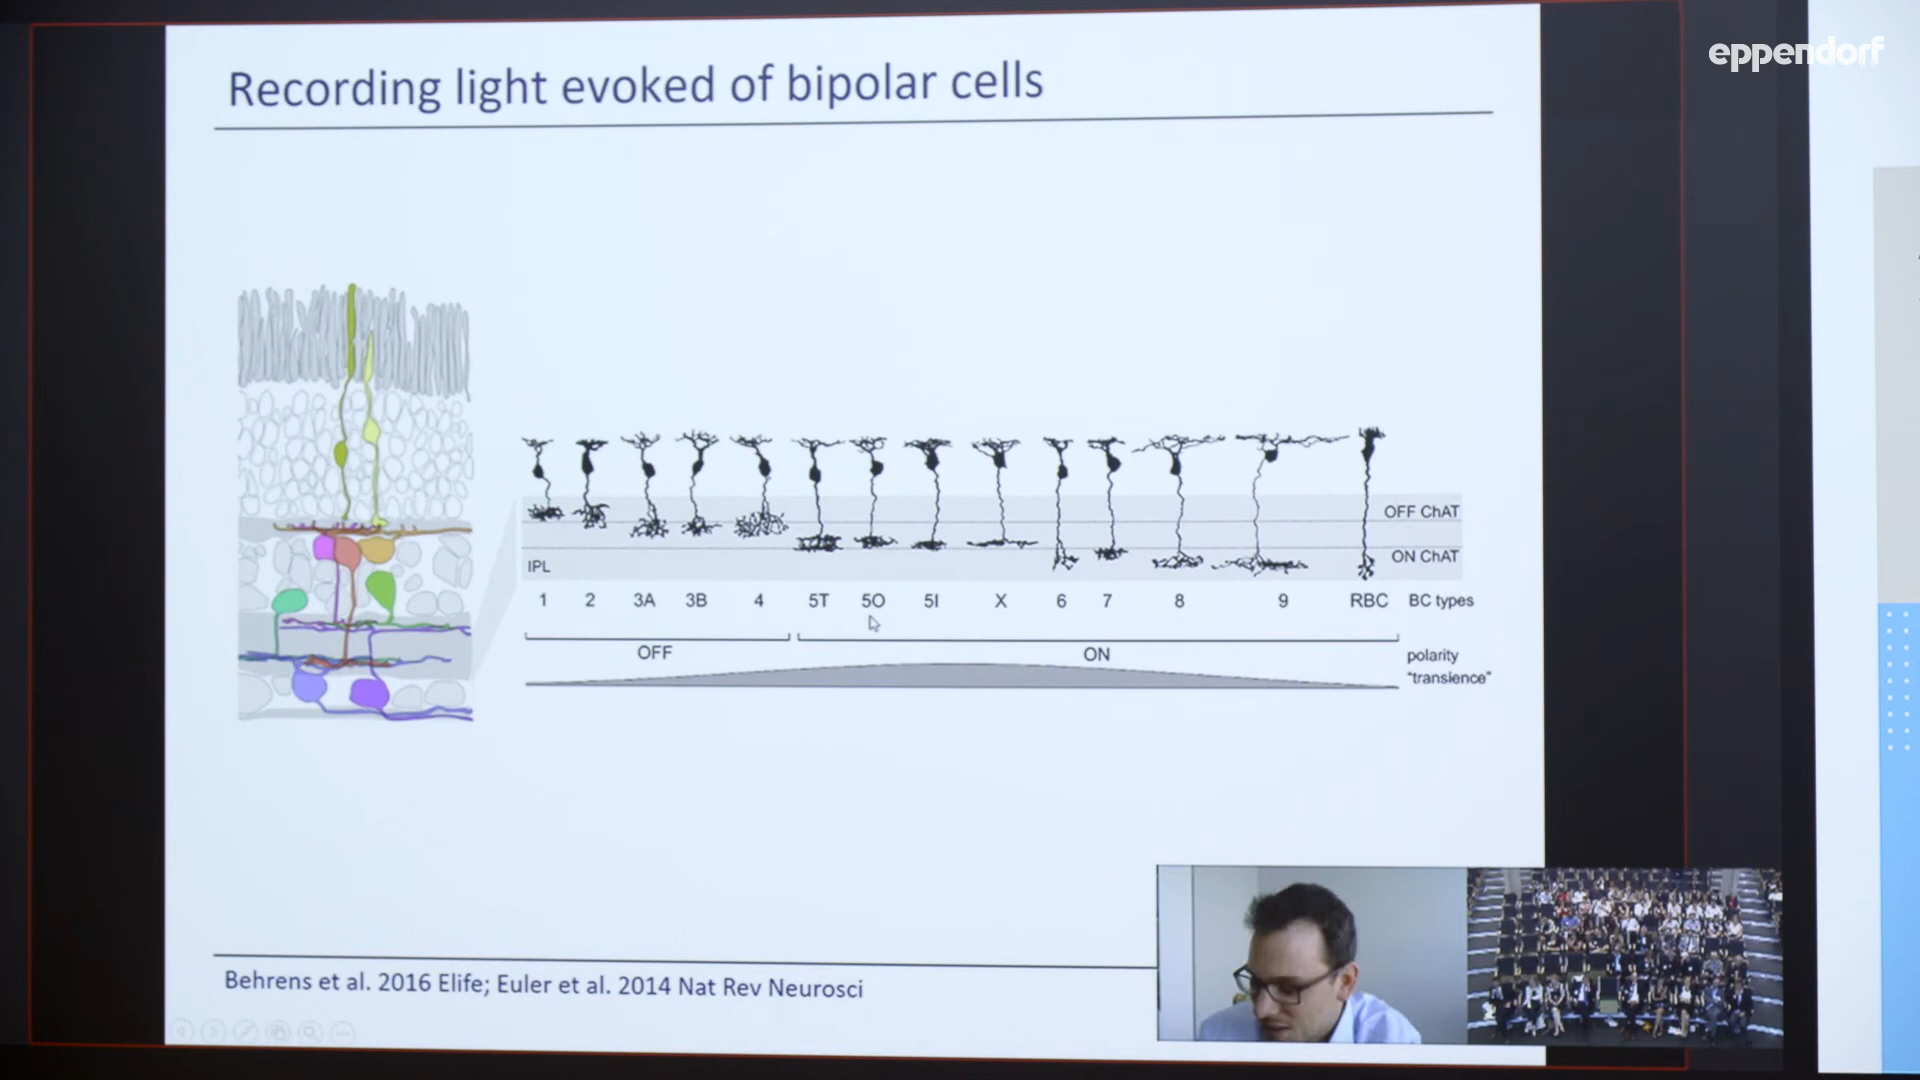 eppendorf
Recording light evoked of bipolar cells
OFF ChAT
ON ChAT
IPL
1 2 3A 3B 4 5T 5O 5I X 6 7 8 9 RBC BC types
OFF ON polarity
"transience"
Behrens et al. 2016 Elife; Euler et al. 2014 Nat Rev Neurosci